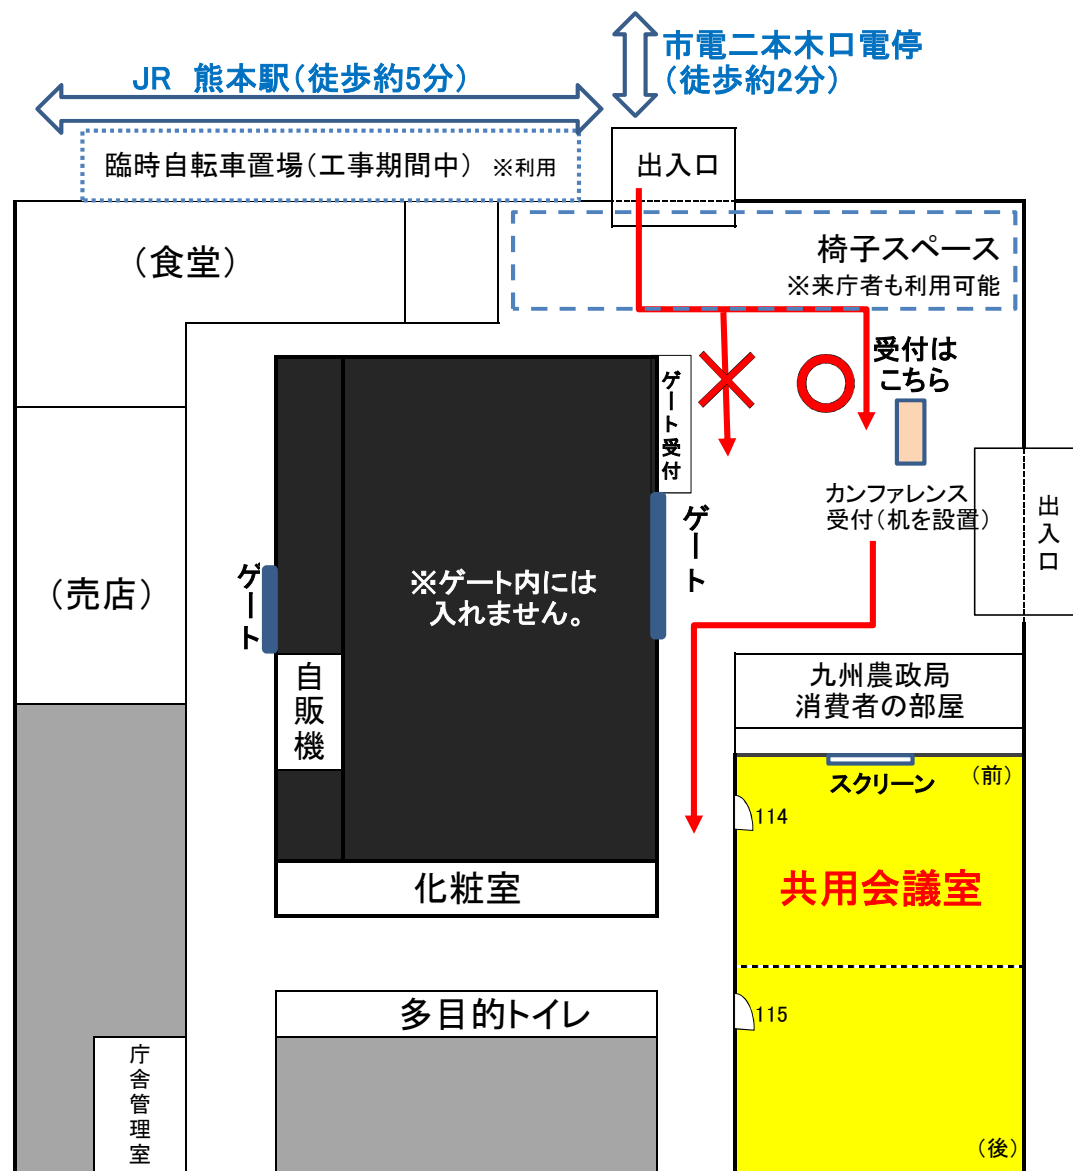 市電二本木口電停
(徒歩約2分)
JR 熊本駅(徒歩約5分)
臨時自転車置場(工事期間中) ※利用
出入口
(食堂)
椅子スペース
※来庁者も利用可能
受付は
こちら
ゲート受付
カンファレンス
受付(机を設置)
出入口
ゲート
ゲート
(売店)
※ゲート内には
入れません。
自販機
九州農政局
消費者の部屋
スクリーン
(前)
114
共用会議室
化粧室
多目的トイレ
115
庁舎管理室
(後)